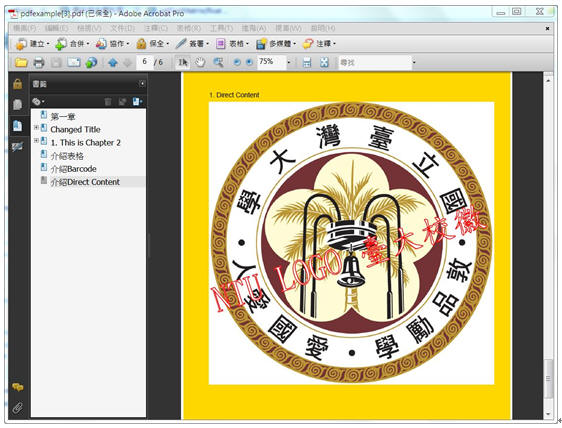 pdfexample[3].pdf (已保全) - Adobe Acrobat Pro
檔案(F) 編輯(E) 檢視(V) 文件(D) 注釋(C) 表格(R) 工具(T) 進階(A) 視窗(W) 說明(H)
建立 合併 協作 保全 簽署 表格 多媒體 注釋
6 / 6 75% 尋找
書籤
第一章
Changed Title
1. This is Chapter 2
介紹表格
介紹Barcode
介紹Direct Content
1. Direct Content
國立臺灣大學
敦品勵學・愛國愛人
NTU LOGO 臺大校徽